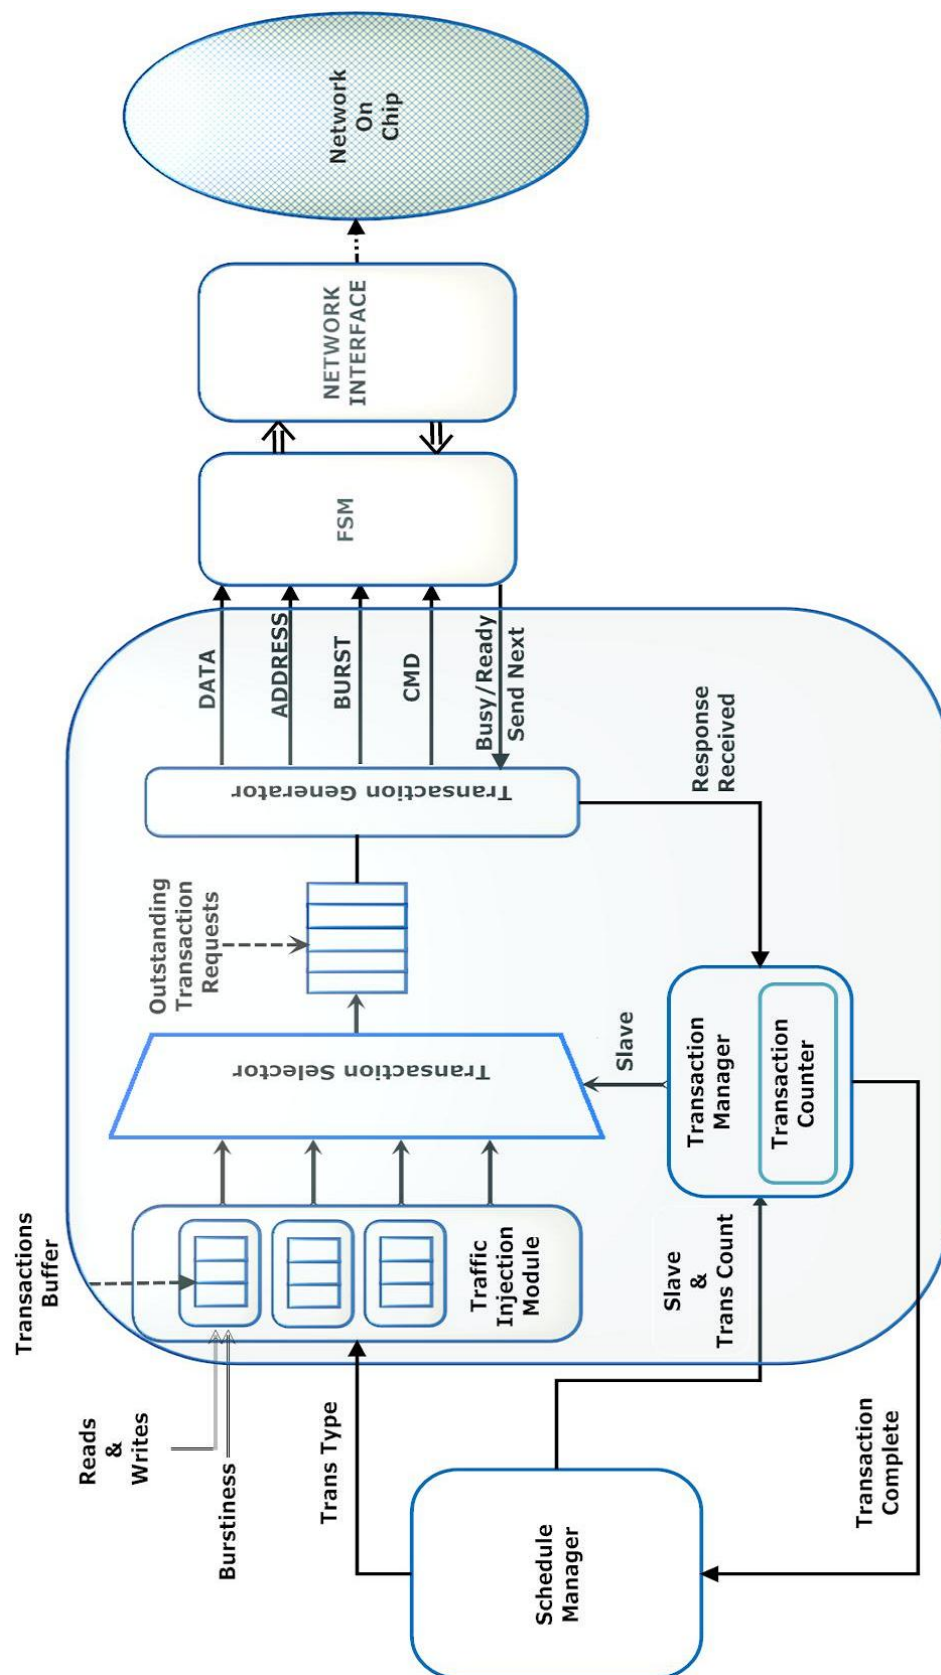 Schedule
Manager
Trans Type
Burstiness
Reads
&
Writes
Transactions
Buffer
Traffic
Injection
Module
Slave
&
Trans Count
Transaction
Complete
Transaction Selector
Slave
Transaction
Manager
Transaction
Counter
Outstanding
Transaction
Requests
Transaction Generator
Response
Received
DATA
ADDRESS
BURST
CMD
Busy/Ready
Send Next
FSM
NETWORK
INTERFACE
Network
On
Chip